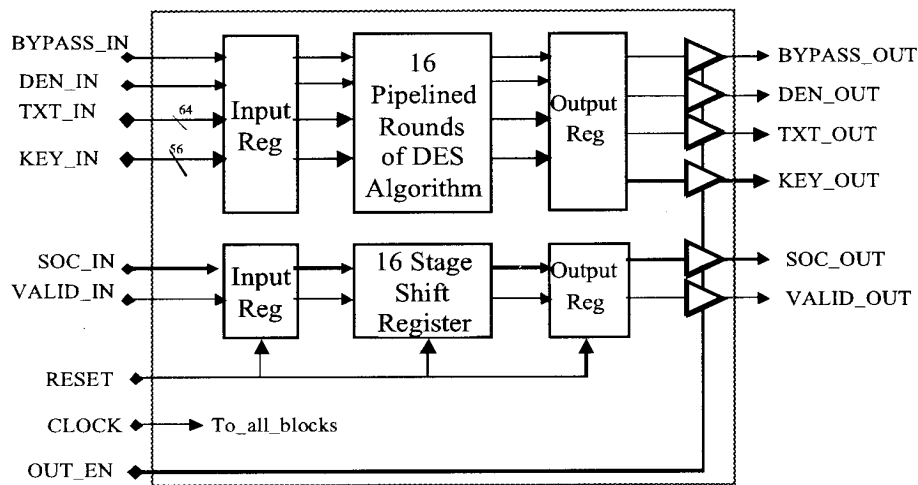 BYPASS_IN
DEN_IN
TXT_IN
KEY_IN
64
56
Input
Reg
16
Pipelined
Rounds
of DES
Algorithm
Output
Reg
BYPASS_OUT
DEN_OUT
TXT_OUT
KEY_OUT
SOC_IN
VALID_IN
Input
Reg
16 Stage
Shift
Register
Output
Reg
SOC_OUT
VALID_OUT
RESET
CLOCK
To_all_blocks
OUT_EN